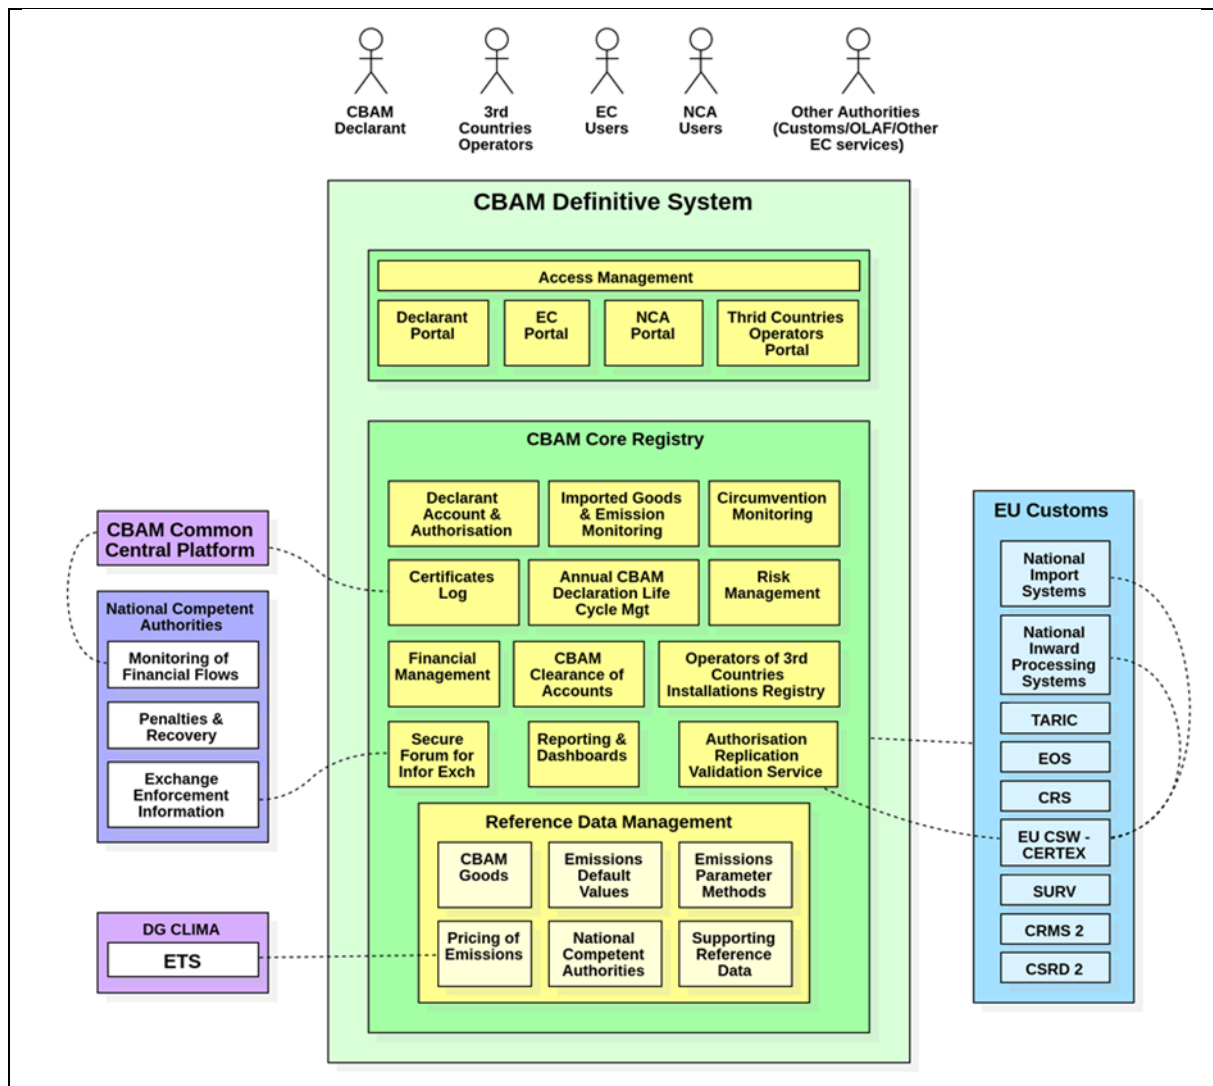 CBAM
Declarant
3rd
Countries
Operators
EC
Users
NCA
Users
Other Authorities
(Customs/OLAF/Other
EC services)
CBAM Definitive System
Access Management
Declarant
Portal
EC
Portal
NCA
Portal
Thrid Countries
Operators
Portal
CBAM Core Registry
Declarant
Account &
Authorisation
Imported Goods
& Emission
Monitoring
Circumvention
Monitoring
Certificates
Log
Annual CBAM
Declaration Life
Cycle Mgt
Risk
Management
Financial
Management
CBAM
Clearance of
Accounts
Operators of 3rd
Countries
Installations Registry
Secure
Forum for
Infor Exch
Reporting &
Dashboards
Authorisation
Replication
Validation Service
Reference Data Management
CBAM
Goods
Emissions
Default
Values
Emissions
Parameter
Methods
Pricing of
Emissions
National
Competent
Authorities
Supporting
Reference
Data
CBAM Common
Central Platform
National Competent
Authorities
Monitoring of
Financial Flows
Penalties &
Recovery
Exchange
Enforcement
Information
DG CLIMA
ETS
EU Customs
National
Import
Systems
National
Inward
Processing
Systems
TARIC
EOS
CRS
EU CSW -
CERTEX
SURV
CRMS 2
CSRD 2